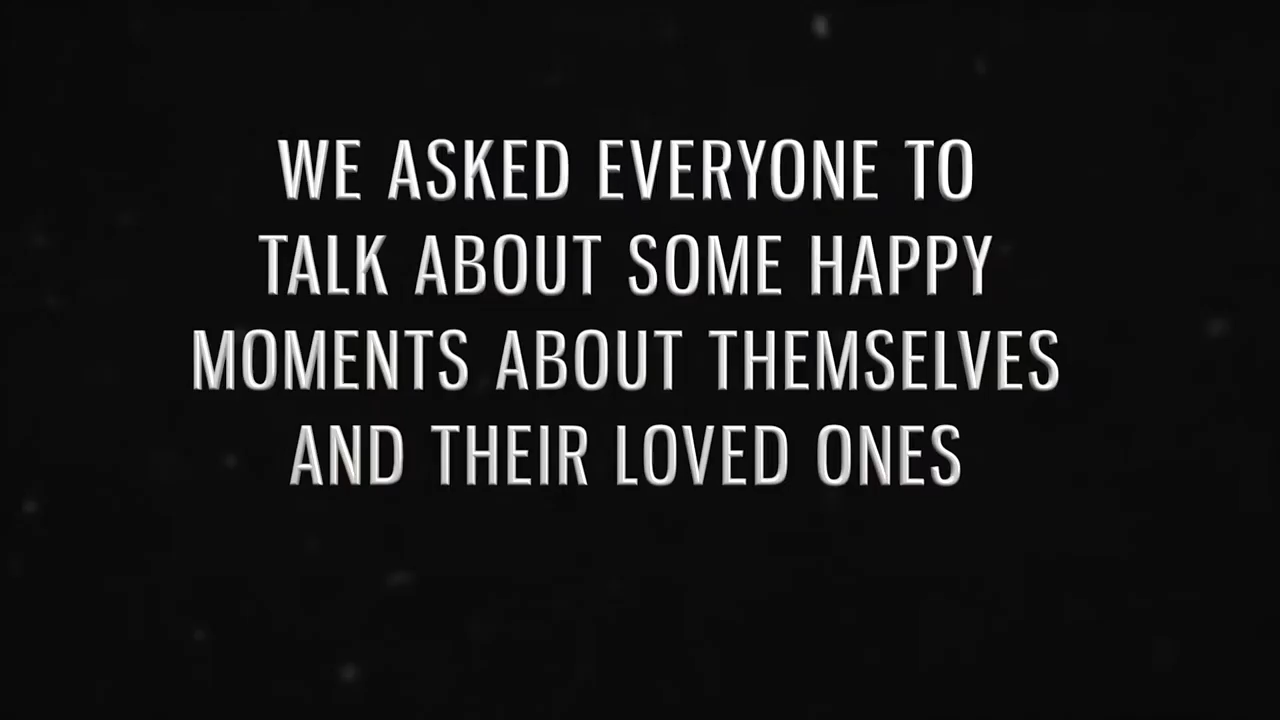 WE ASKED EVERYONE TO
TALK ABOUT SOME HAPPY
MOMENTS ABOUT THEMSELVES
AND THEIR LOVED ONES